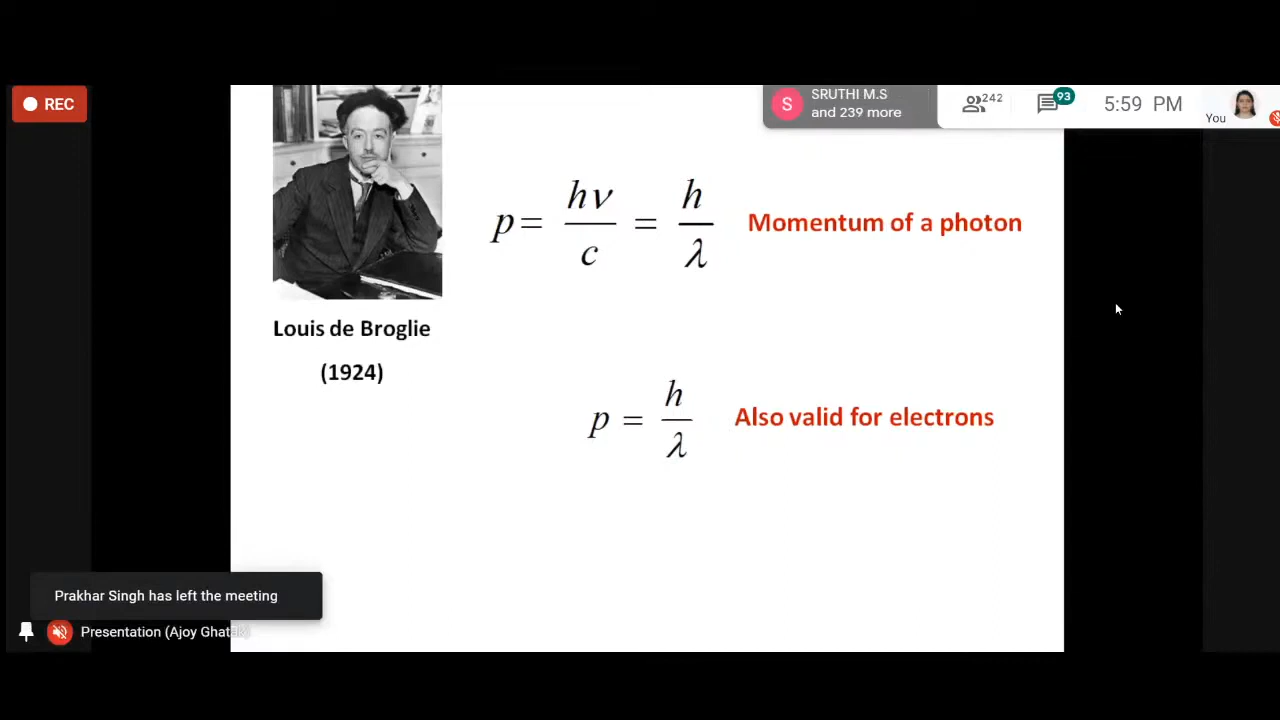 REC
SRUTHI M.S
and 239 more
S
242
93
5:59 PM
You
p = hν / c = h / λ Momentum of a photon
Louis de Broglie
(1924)
p = h / λ Also valid for electrons
Prakhar Singh has left the meeting
Presentation (Ajoy Ghatak)